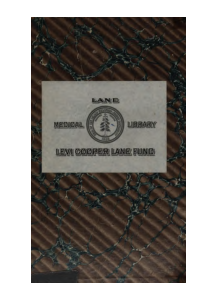 LANE
MEDICAL LIBRARY
LEVI COOPER LANE FUND